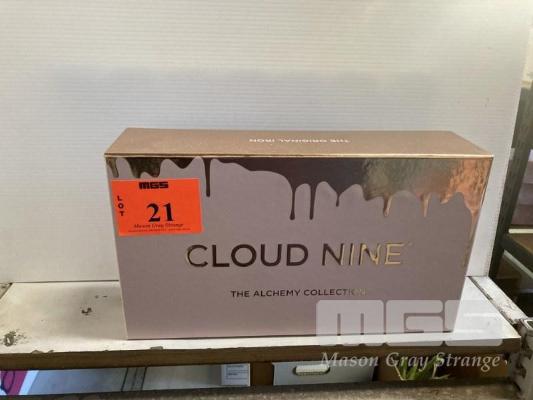 THE ORIGINAL IRON
MGS
LOT
21
Mason Gray Strange
CLOUD NINE
THE ALCHEMY COLLECTION
MGS
Mason Gray Strange